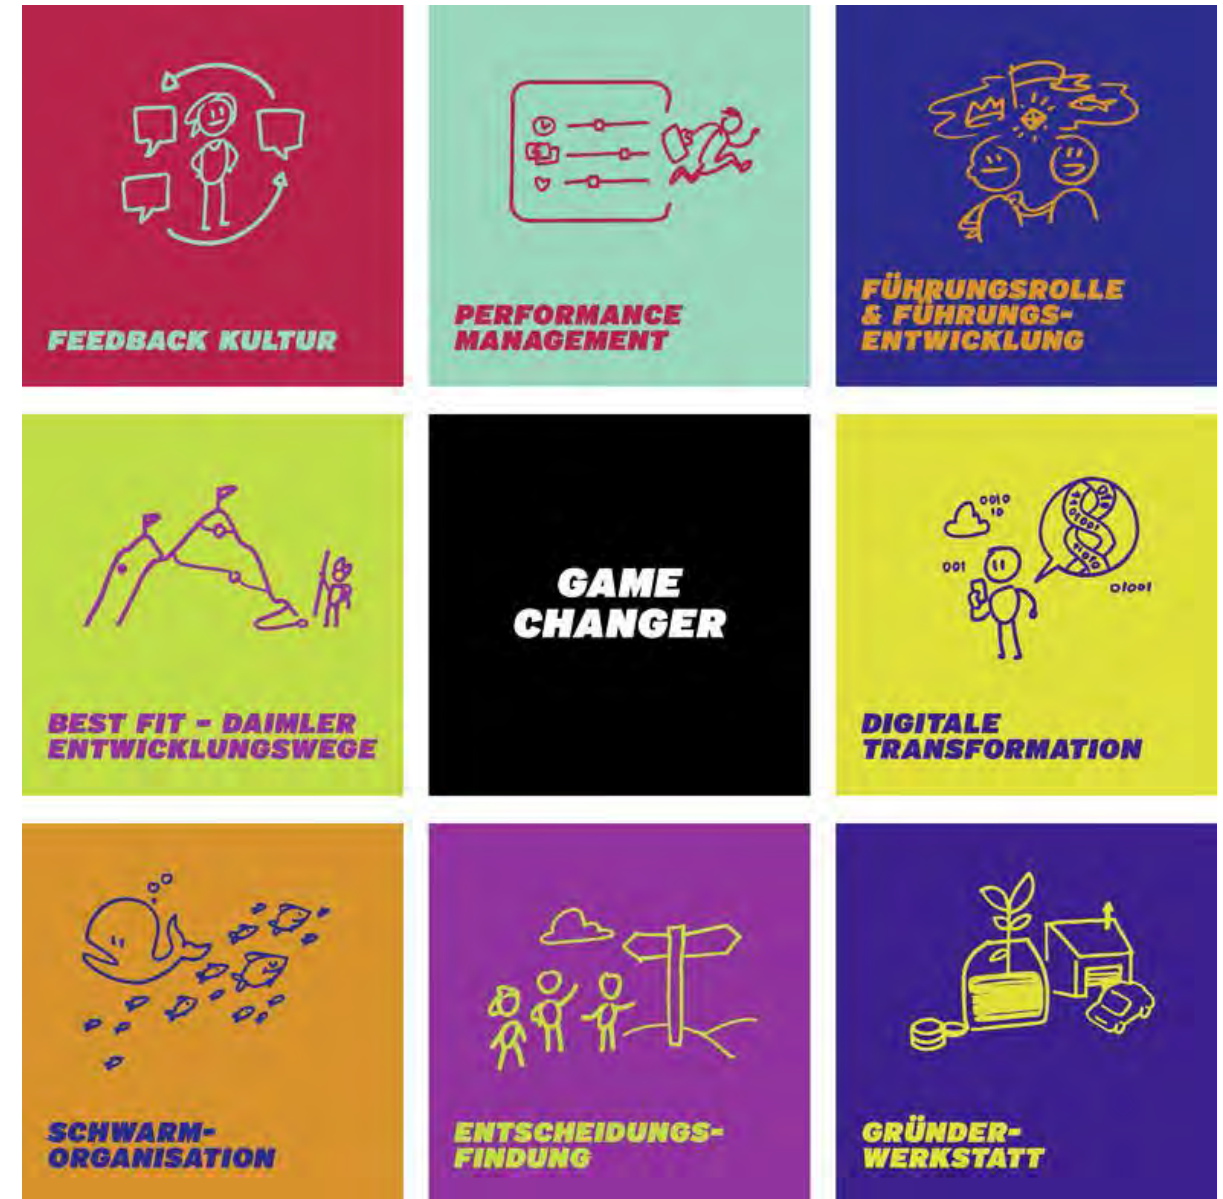 FEEDBACK KULTUR
PERFORMANCE
MANAGEMENT
FÜHRUNGSROLLE
& FÜHRUNGS-
ENTWICKLUNG
BEST FIT - DAIMLER
ENTWICKLUNGSWEGE
GAME
CHANGER
0010
10
001
01001
DIGITALE
TRANSFORMATION
SCHWARM-
ORGANISATION
ENTSCHEIDUNGS-
FINDUNG
GRÜNDER-
WERKSTATT